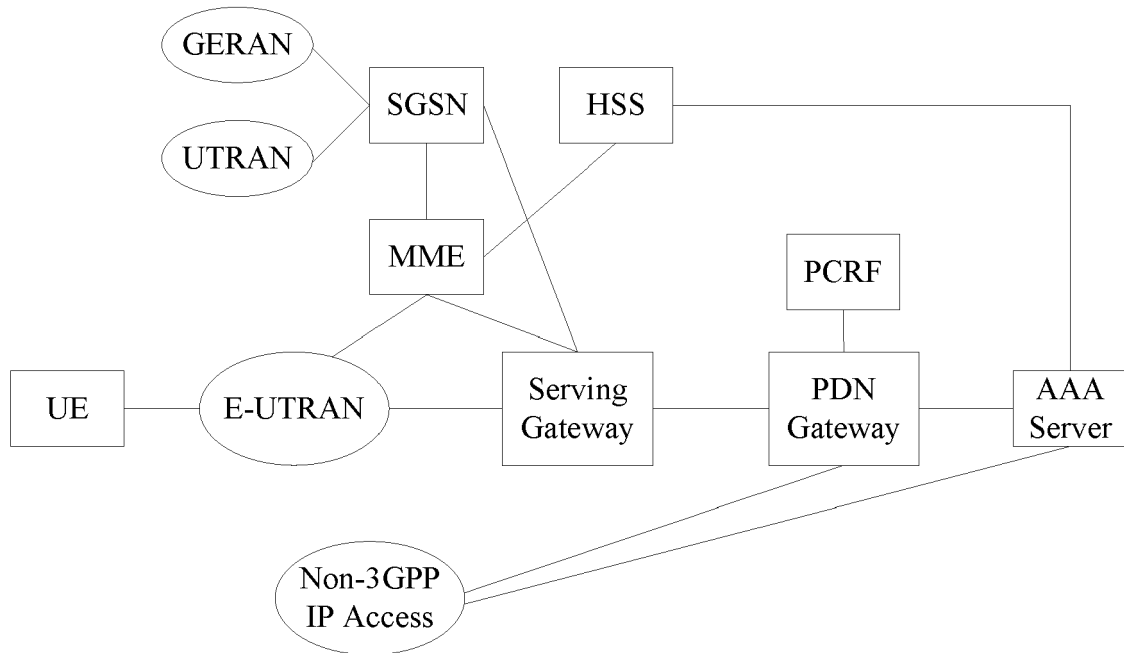 GERAN
SGSN
HSS
UTRAN
MME
PCRF
UE
E-UTRAN
Serving
Gateway
PDN
Gateway
AAA
Server
Non-3GPP
IP Access